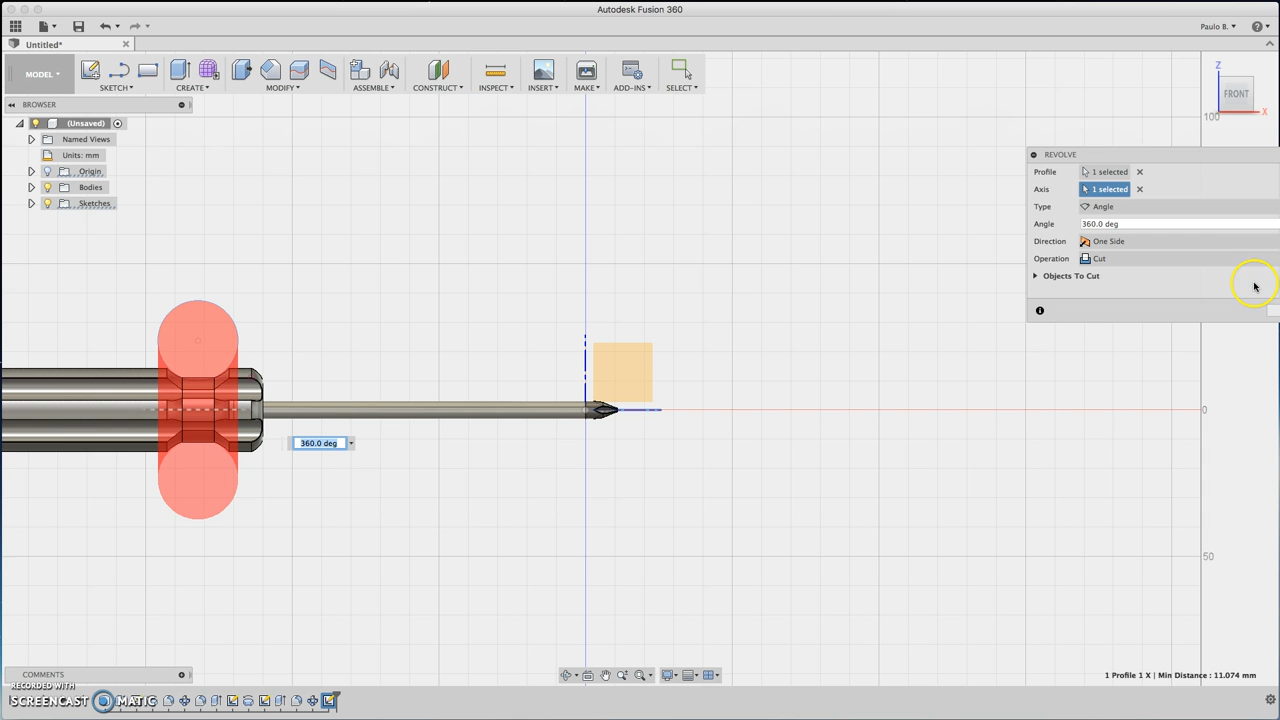 Autodesk Fusion 360
Paulo B.
Untitled*
MODEL
SKETCH
CREATE
MODIFY
ASSEMBLE
CONSTRUCT
INSPECT
INSERT
MAKE
ADD-INS
SELECT
BROWSER
(Unsaved)
Named Views
Units: mm
Origin
Bodies
Sketches
Z
FRONT
X
100
REVOLVE
Profile 1 selected
Axis 1 selected
Type Angle
Angle 360.0 deg
Direction One Side
Operation Cut
Objects To Cut
0
360.0 deg
50
COMMENTS
1 Profile 1 X | Min Distance : 11.074 mm
RECORDED WITH
SCREENCAST MATIC